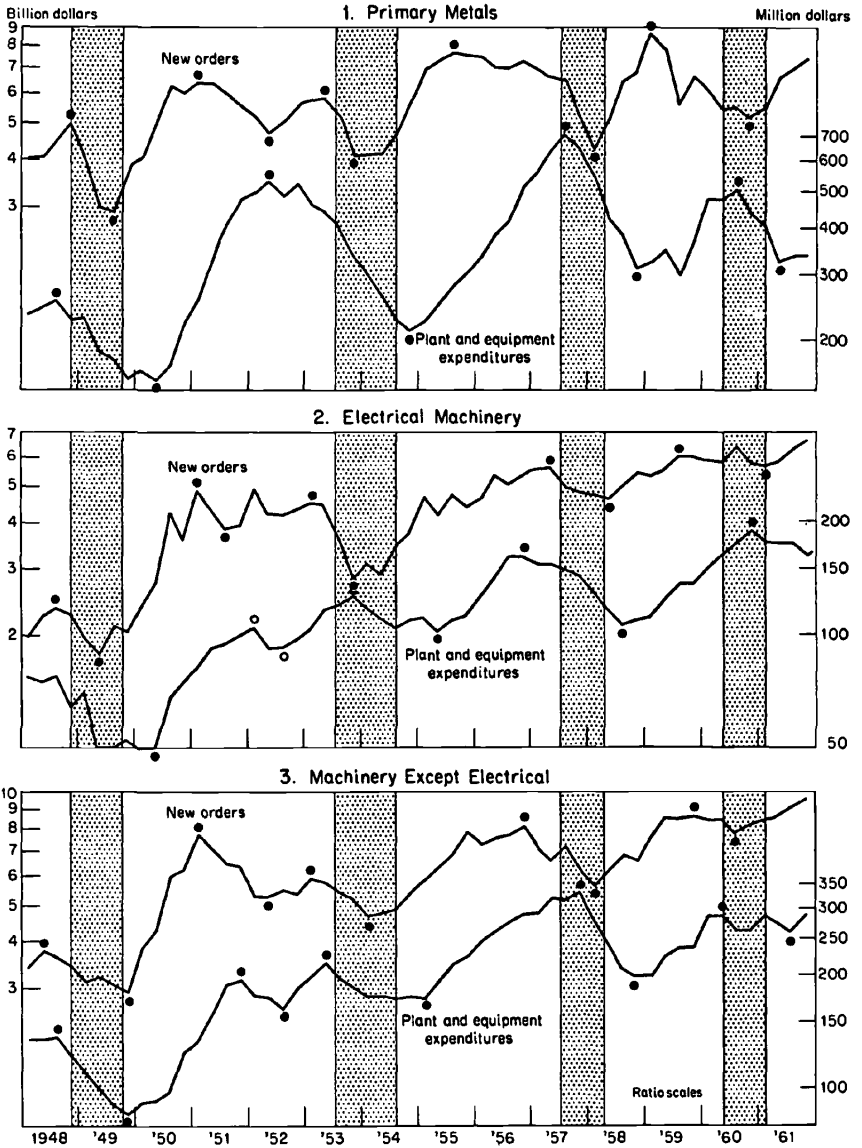 Billion dollars
1. Primary Metals
Million dollars
9
8
7
6
5
4
3
New orders
Plant and equipment
expenditures
700
600
500
400
300
200
2. Electrical Machinery
7
6
5
4
3
2
New orders
Plant and equipment
expenditures
200
150
100
50
3. Machinery Except Electrical
10
9
8
7
6
5
4
3
New orders
Plant and equipment
expenditures
350
300
250
200
150
100
Ratio scales
1948 '49 '50 '51 '52 '53 '54 '55 '56 '57 '58 '59 '60 '61